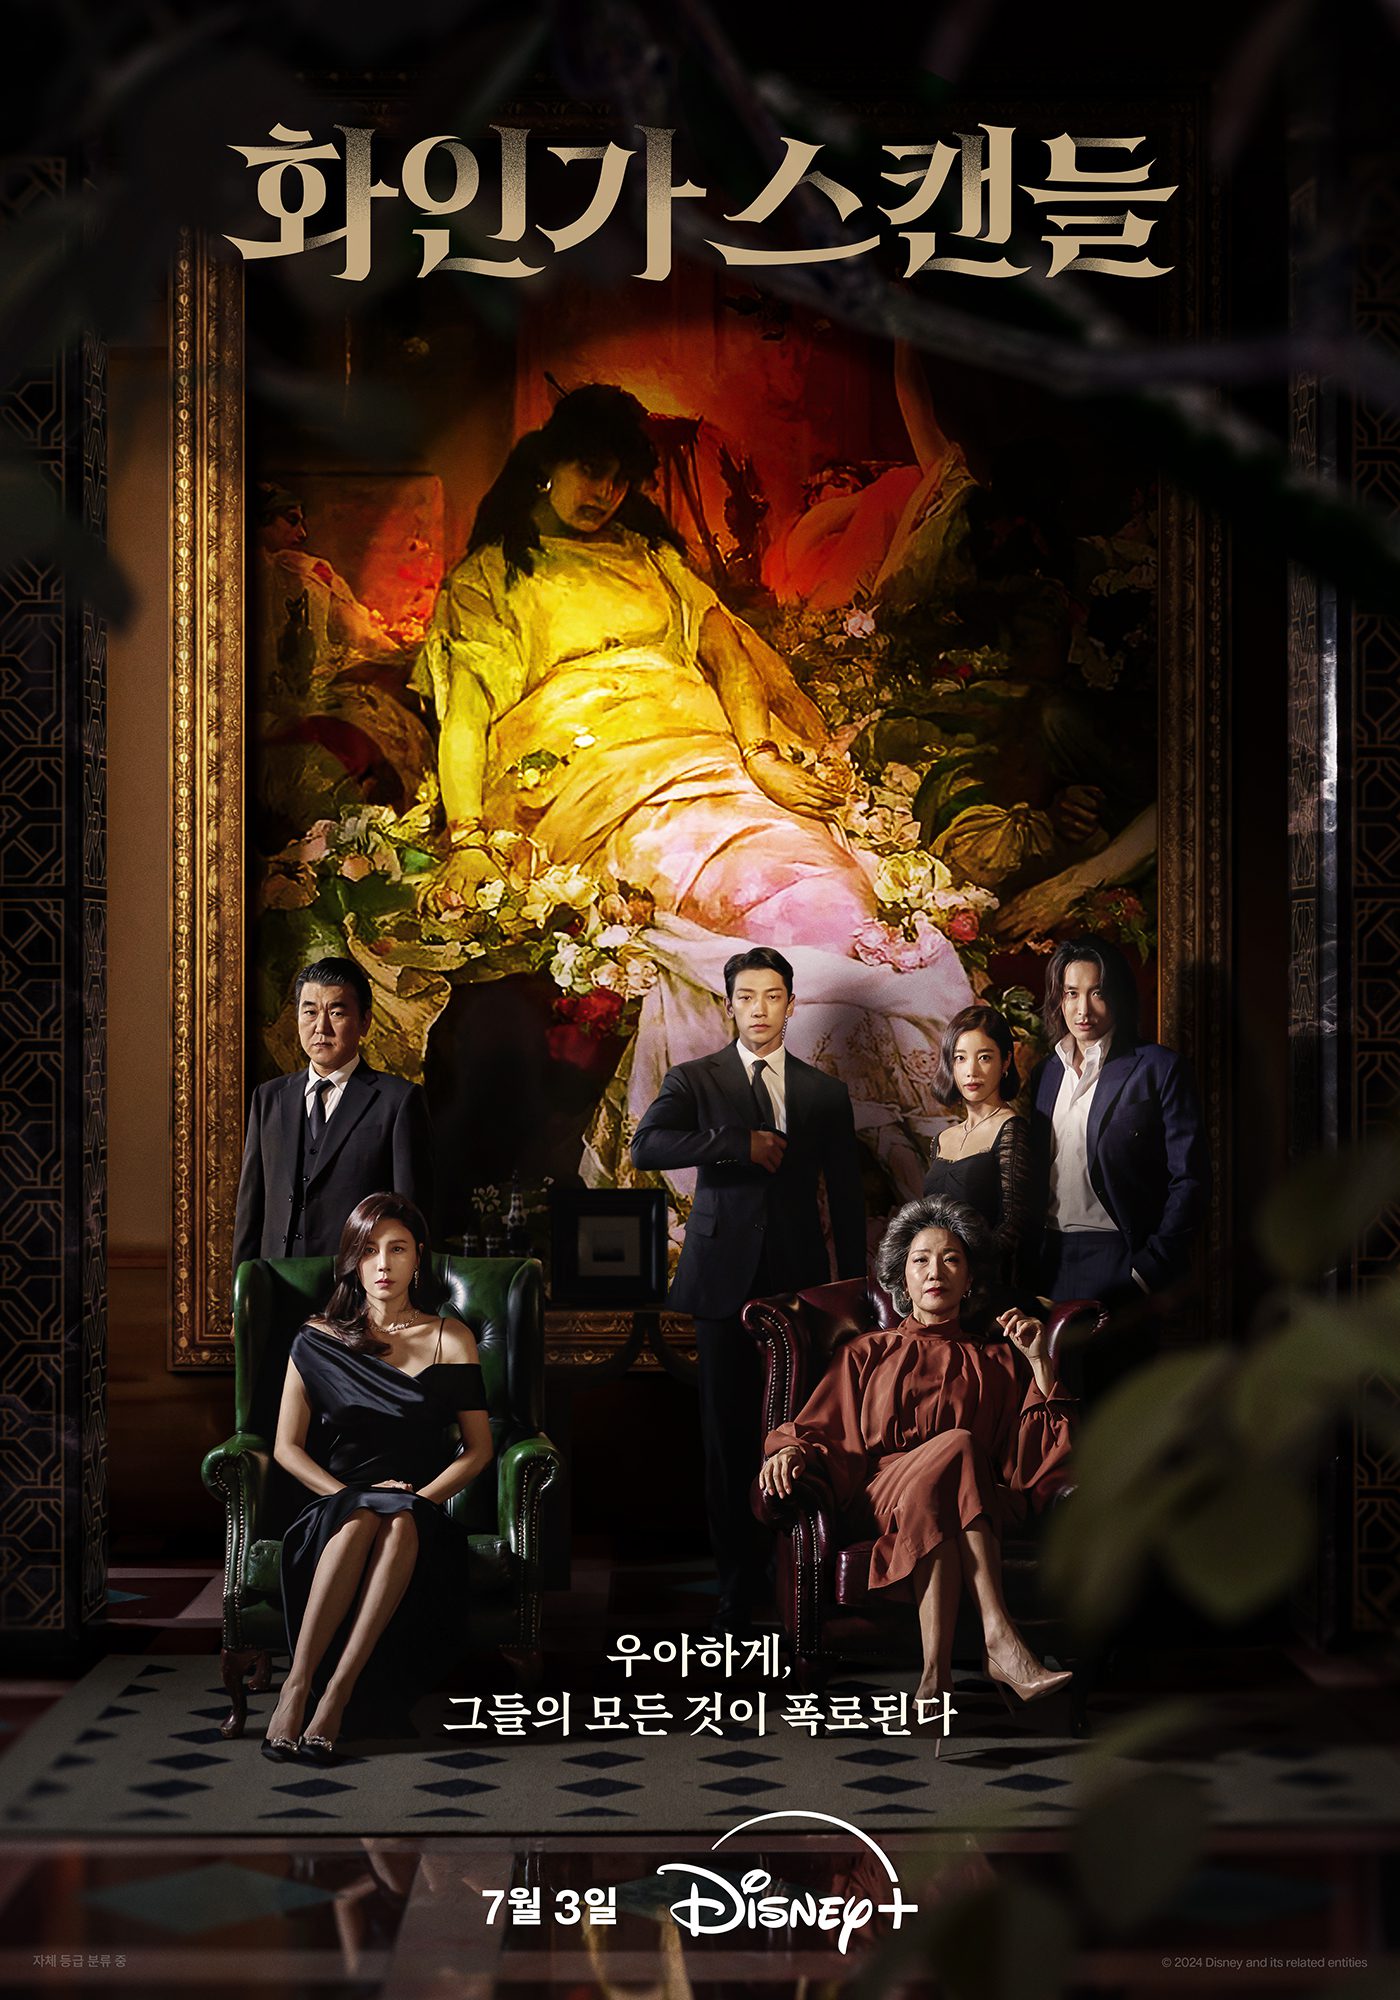 화인가 스캔들
우아하게,
그들의 모든 것이 폭로된다
7월 3일 Disney+
자체 등급 분류 중
© 2024 Disney and its related entities